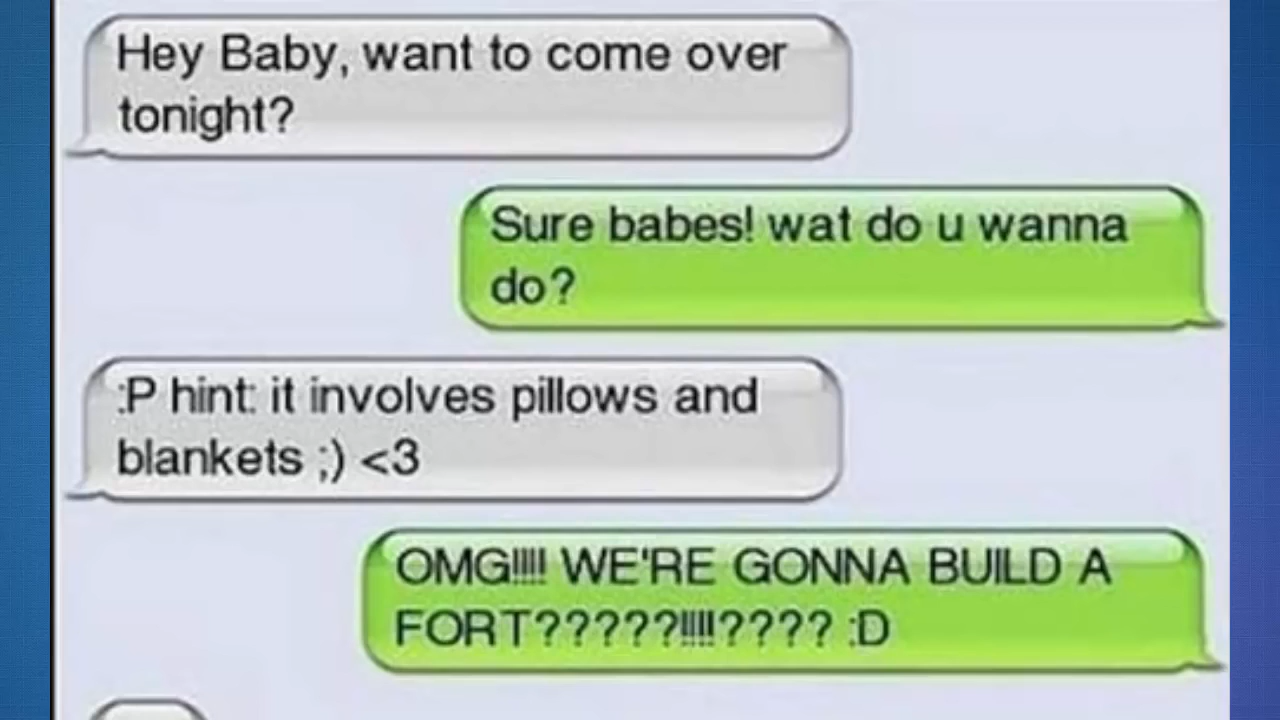 Hey Baby, want to come over
tonight?
Sure babes! wat do u wanna
do?
:P hint: it involves pillows and
blankets ;) <3
OMG!!!! WE'RE GONNA BUILD A
FORT?????!!!!???? :D